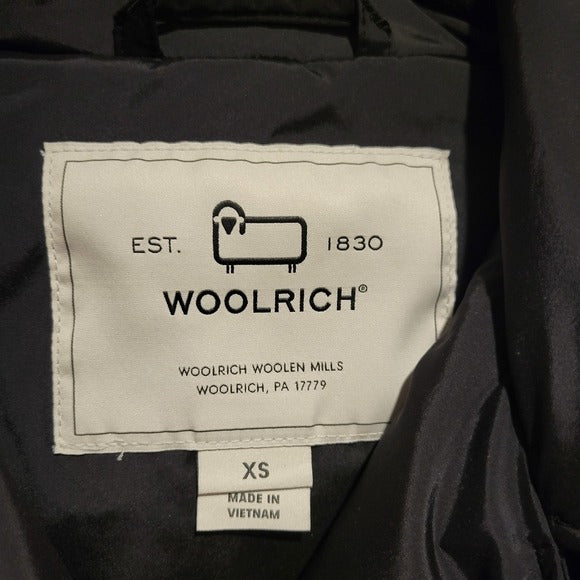 EST. 1830
WOOLRICH®
WOOLRICH WOOLEN MILLS
WOOLRICH, PA 17779
XS
MADE IN
VIETNAM